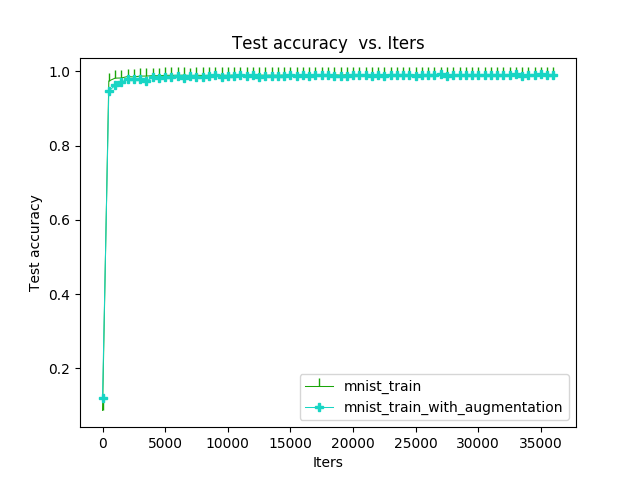 Test accuracy  vs. Iters
Test accuracy
1.0
0.8
0.6
0.4
0.2
0 5000 10000 15000 20000 25000 30000 35000
Iters
mnist_train
mnist_train_with_augmentation